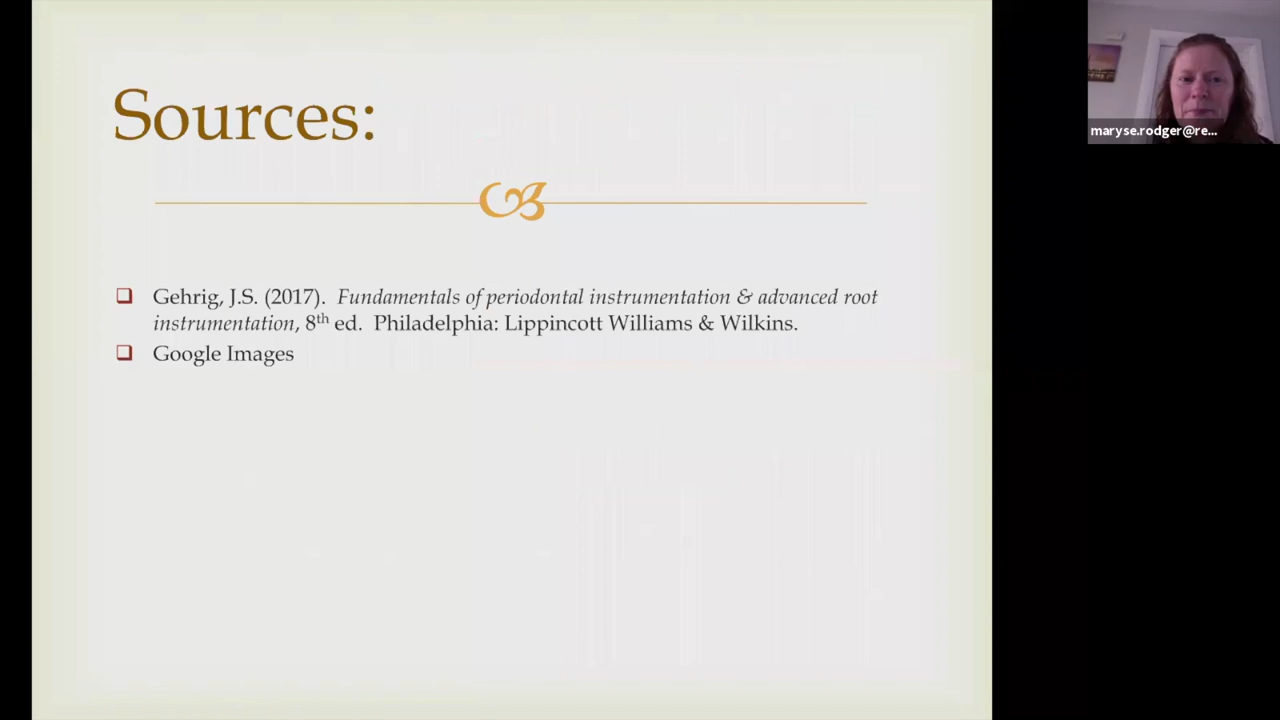 Sources:
Gehrig, J.S. (2017).  Fundamentals of periodontal instrumentation & advanced root
instrumentation, 8th ed.  Philadelphia: Lippincott Williams & Wilkins.
Google Images
maryse.rodger@re...